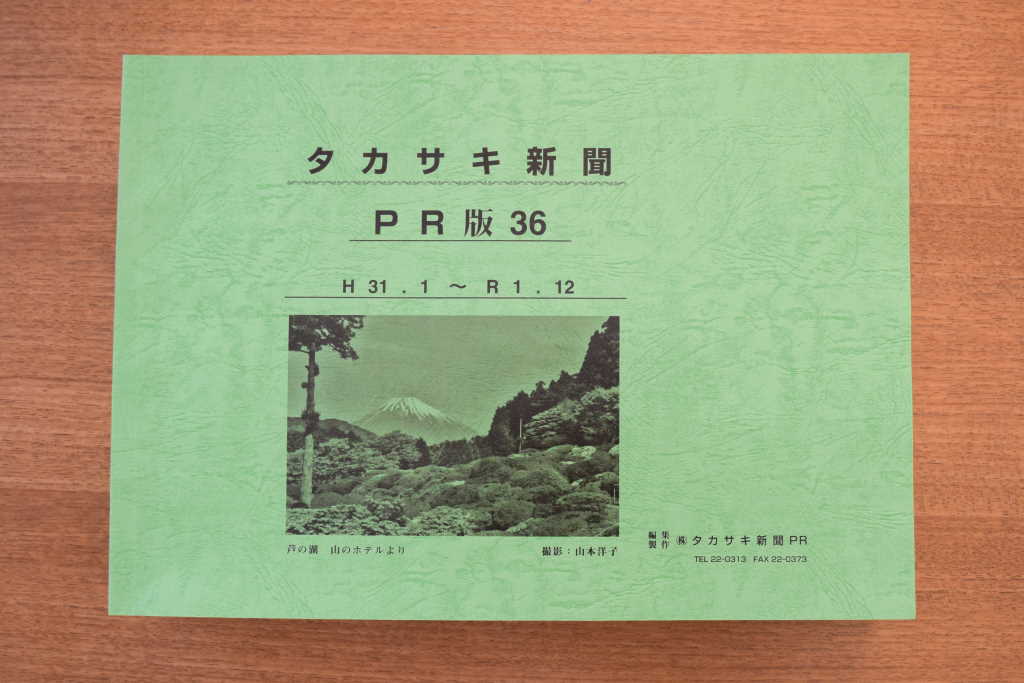 タカサキ新聞
PR版36
H 31 . 1 〜 R 1 . 12
芦の湖 山のホテルより
撮影：山本洋子
編集 製作 ㈱タカサキ新聞PR
TEL 22-0313 FAX 22-0373